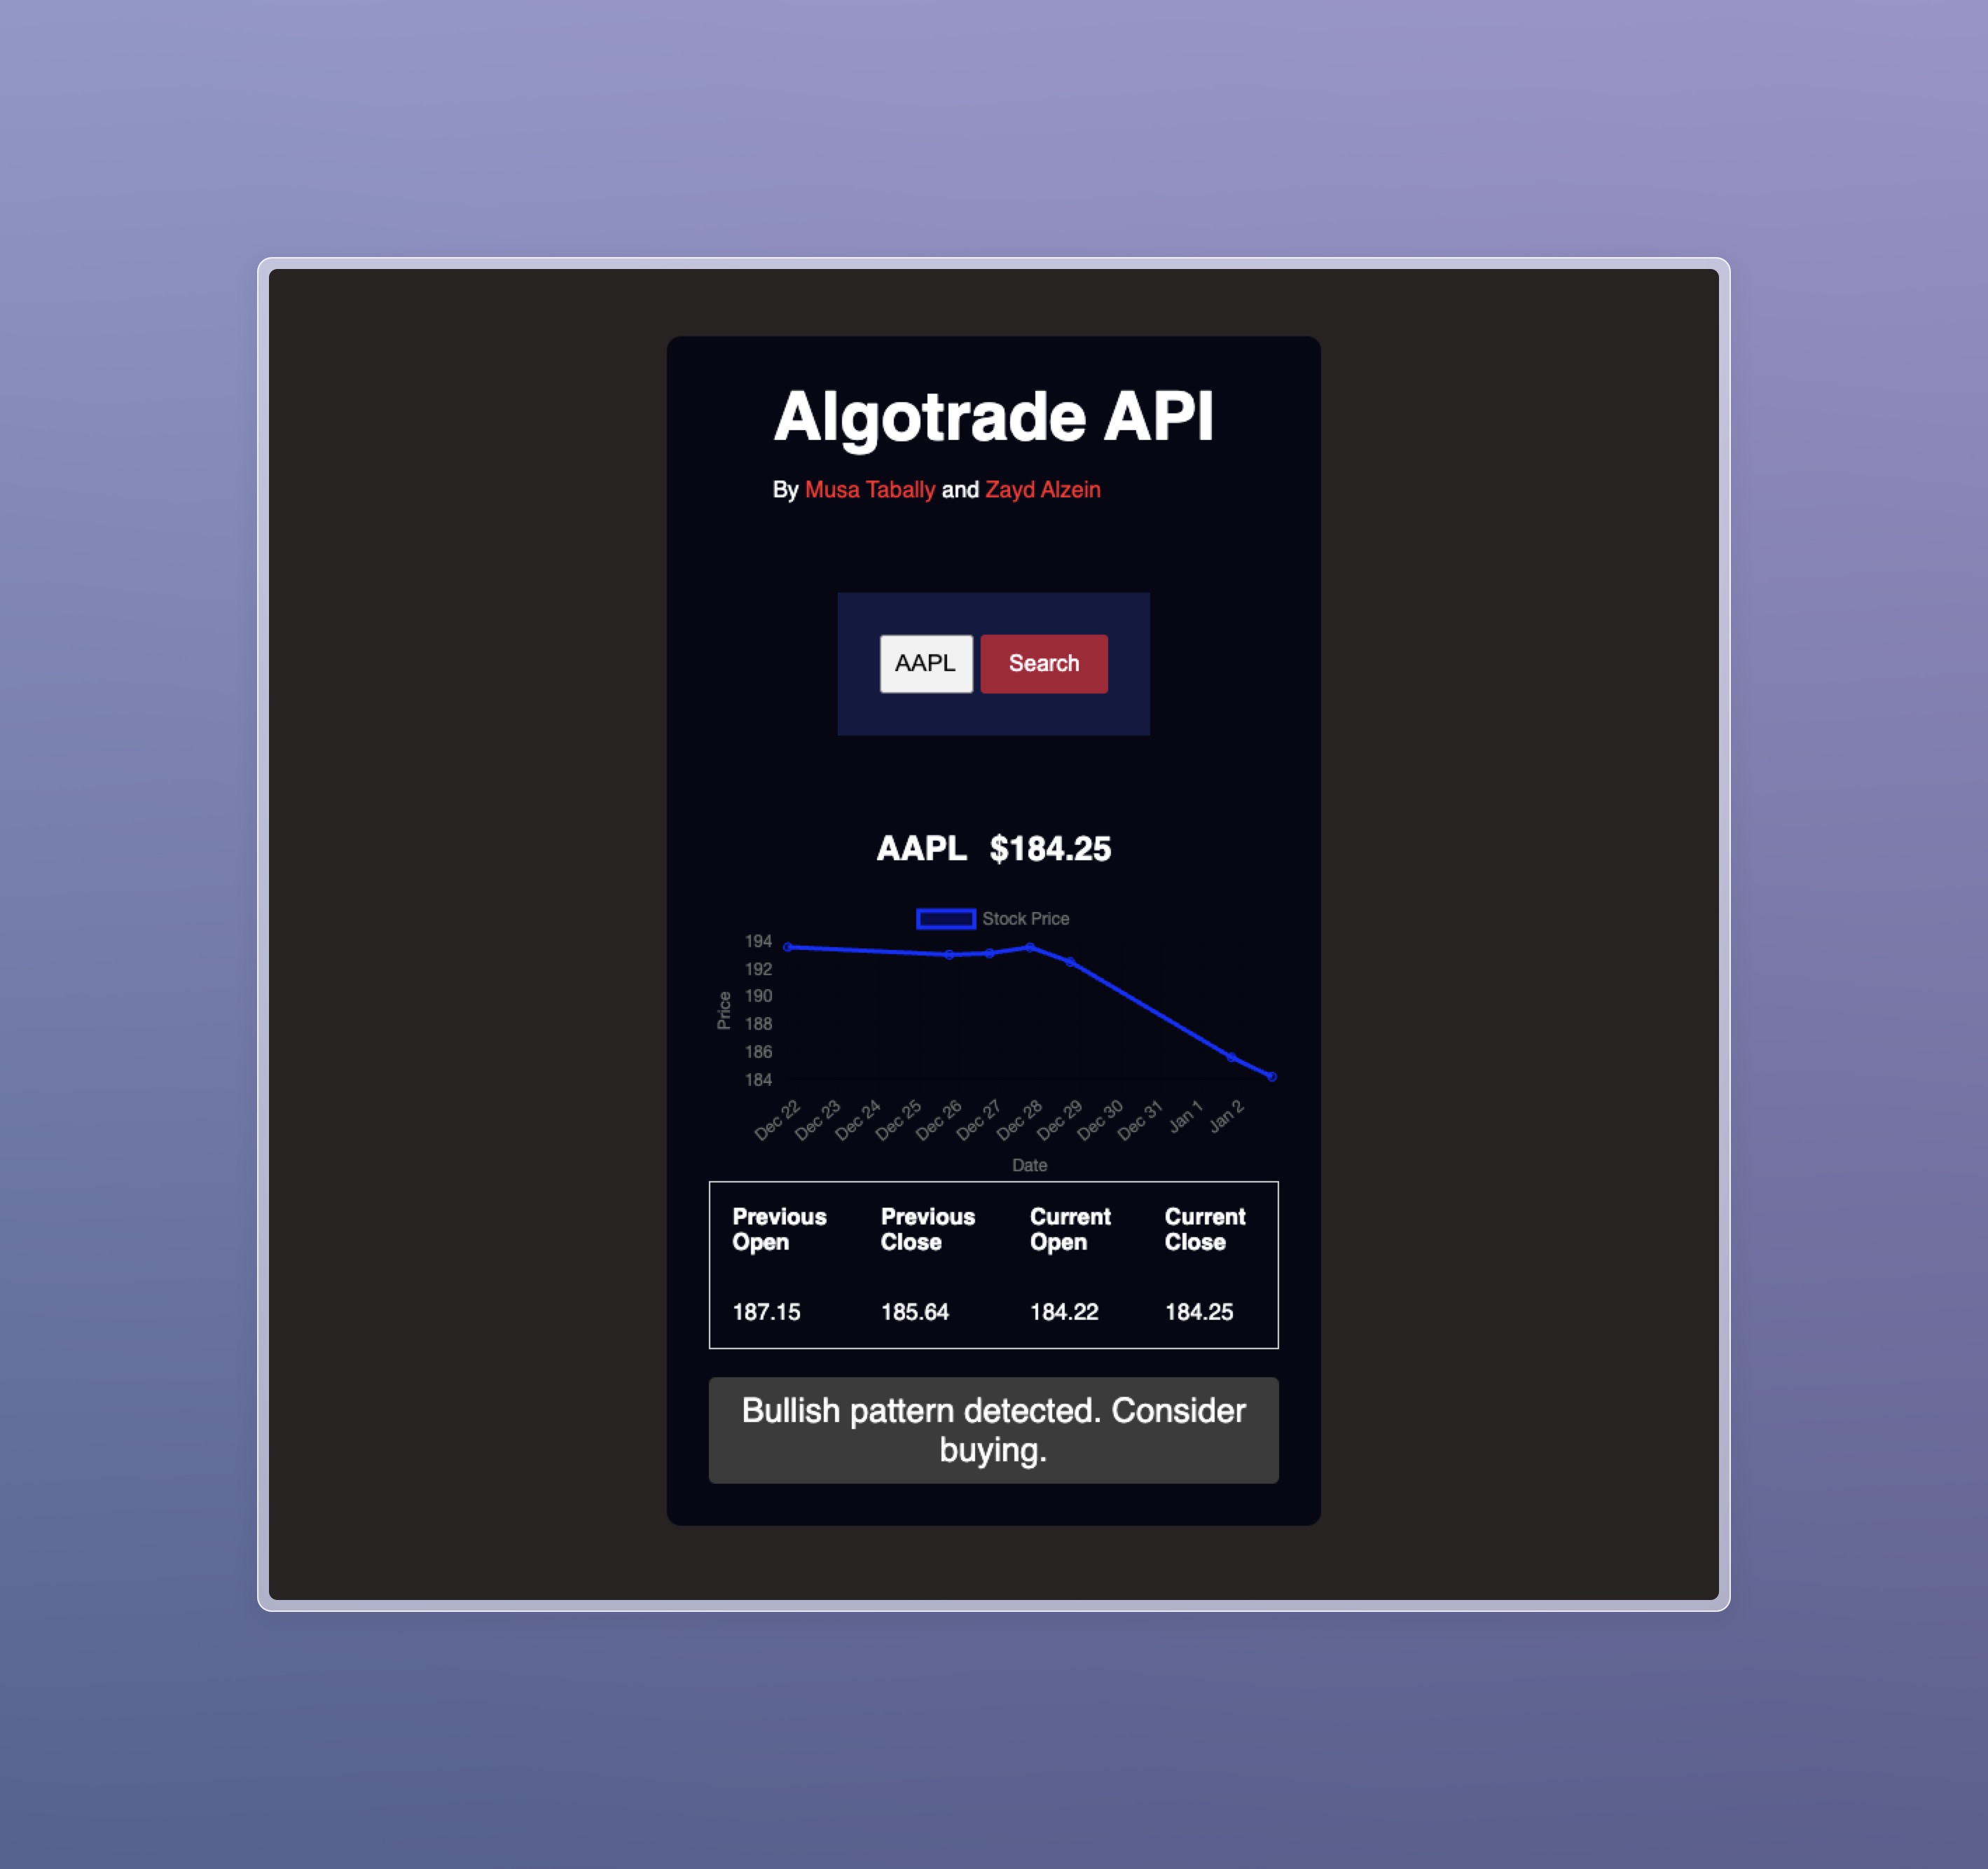 Algotrade API
By Musa Tabally and Zayd Alzein
AAPL Search
AAPL $184.25
Stock Price
194
192
190
188
186
184
Price
Dec 22 Dec 23 Dec 24 Dec 25 Dec 26 Dec 27 Dec 28 Dec 29 Dec 30 Dec 31 Jan 1 Jan 2
Date
Previous Open
Previous Close
Current Open
Current Close
187.15 185.64 184.22 184.25
Bullish pattern detected. Consider
buying.